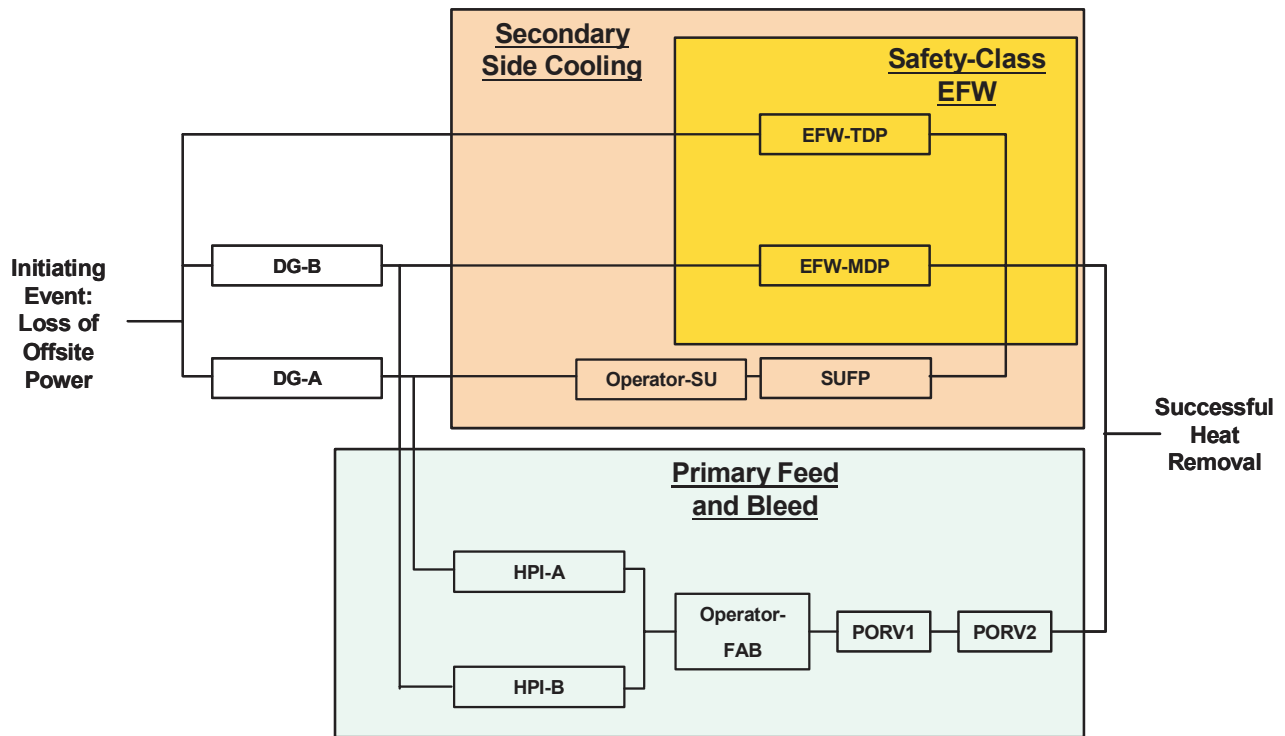 Secondary
Side Cooling
Safety-Class
EFW
EFW-TDP
Initiating
Event:
Loss of
Offsite
Power
DG-B
EFW-MDP
DG-A
Operator-SU
SUFP
Successful
Heat
Removal
Primary Feed
and Bleed
HPI-A
Operator-
FAB
PORV1
PORV2
HPI-B